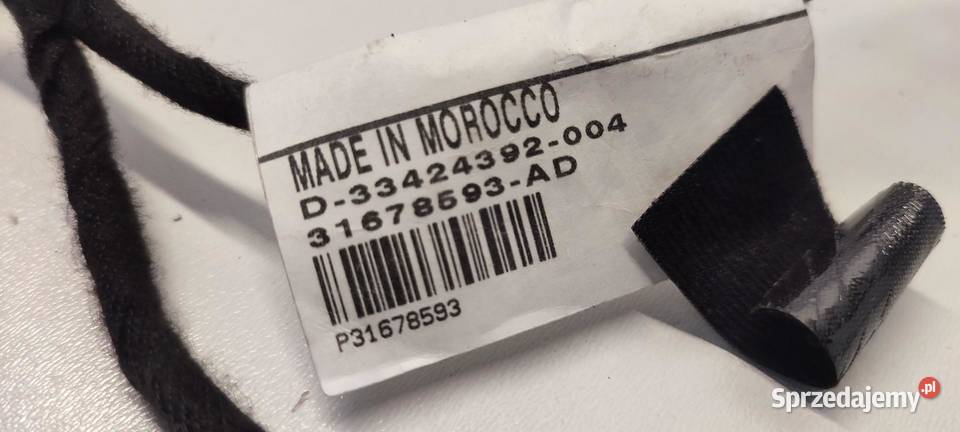 MADE IN MOROCCO
D-33424392-004
31678593-AD
P31678593
Sprzedajemy.pl